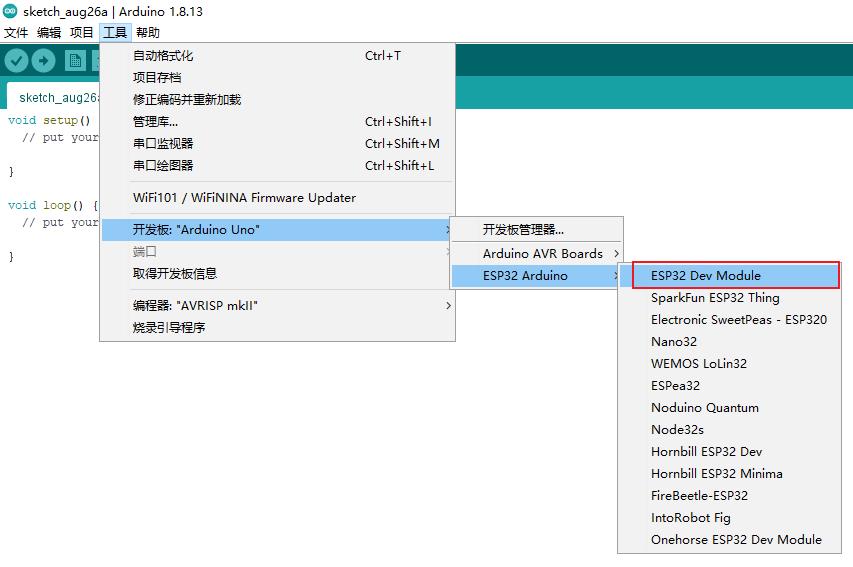 sketch_aug26a | Arduino 1.8.13
文件 编辑 项目 工具 帮助
自动格式化 Ctrl+T
项目存档
修正编码并重新加载
管理库... Ctrl+Shift+I
串口监视器 Ctrl+Shift+M
串口绘图器 Ctrl+Shift+L
WiFi101 / WiFiNINA Firmware Updater
开发板: "Arduino Uno"
端口
取得开发板信息
编程器: "AVRISP mkII"
烧录引导程序
sketch_aug26a
void setup()
// put your
}
void loop() {
// put your
}
开发板管理器...
Arduino AVR Boards
ESP32 Arduino
ESP32 Dev Module
SparkFun ESP32 Thing
Electronic SweetPeas - ESP320
Nano32
WEMOS LoLin32
ESPea32
Noduino Quantum
Node32s
Hornbill ESP32 Dev
Hornbill ESP32 Minima
FireBeetle-ESP32
IntoRobot Fig
Onehorse ESP32 Dev Module